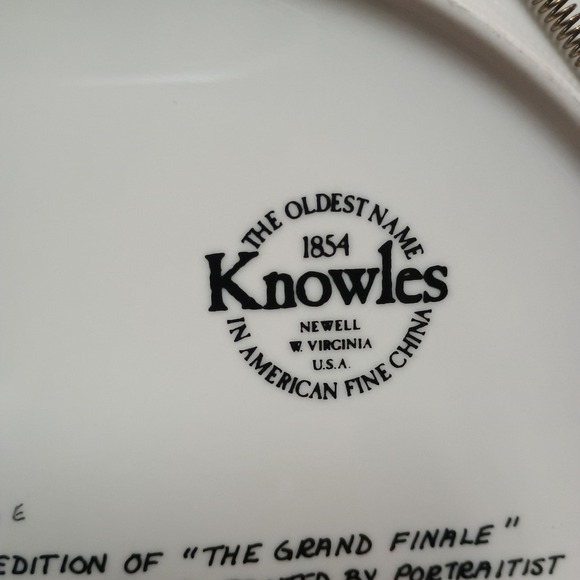 THE OLDEST NAME
1854
Knowles
NEWELL
W. VIRGINIA
U.S.A.
IN AMERICAN FINE CHINA
E
EDITION OF "THE GRAND FINALE"
BY PORTRAITIST